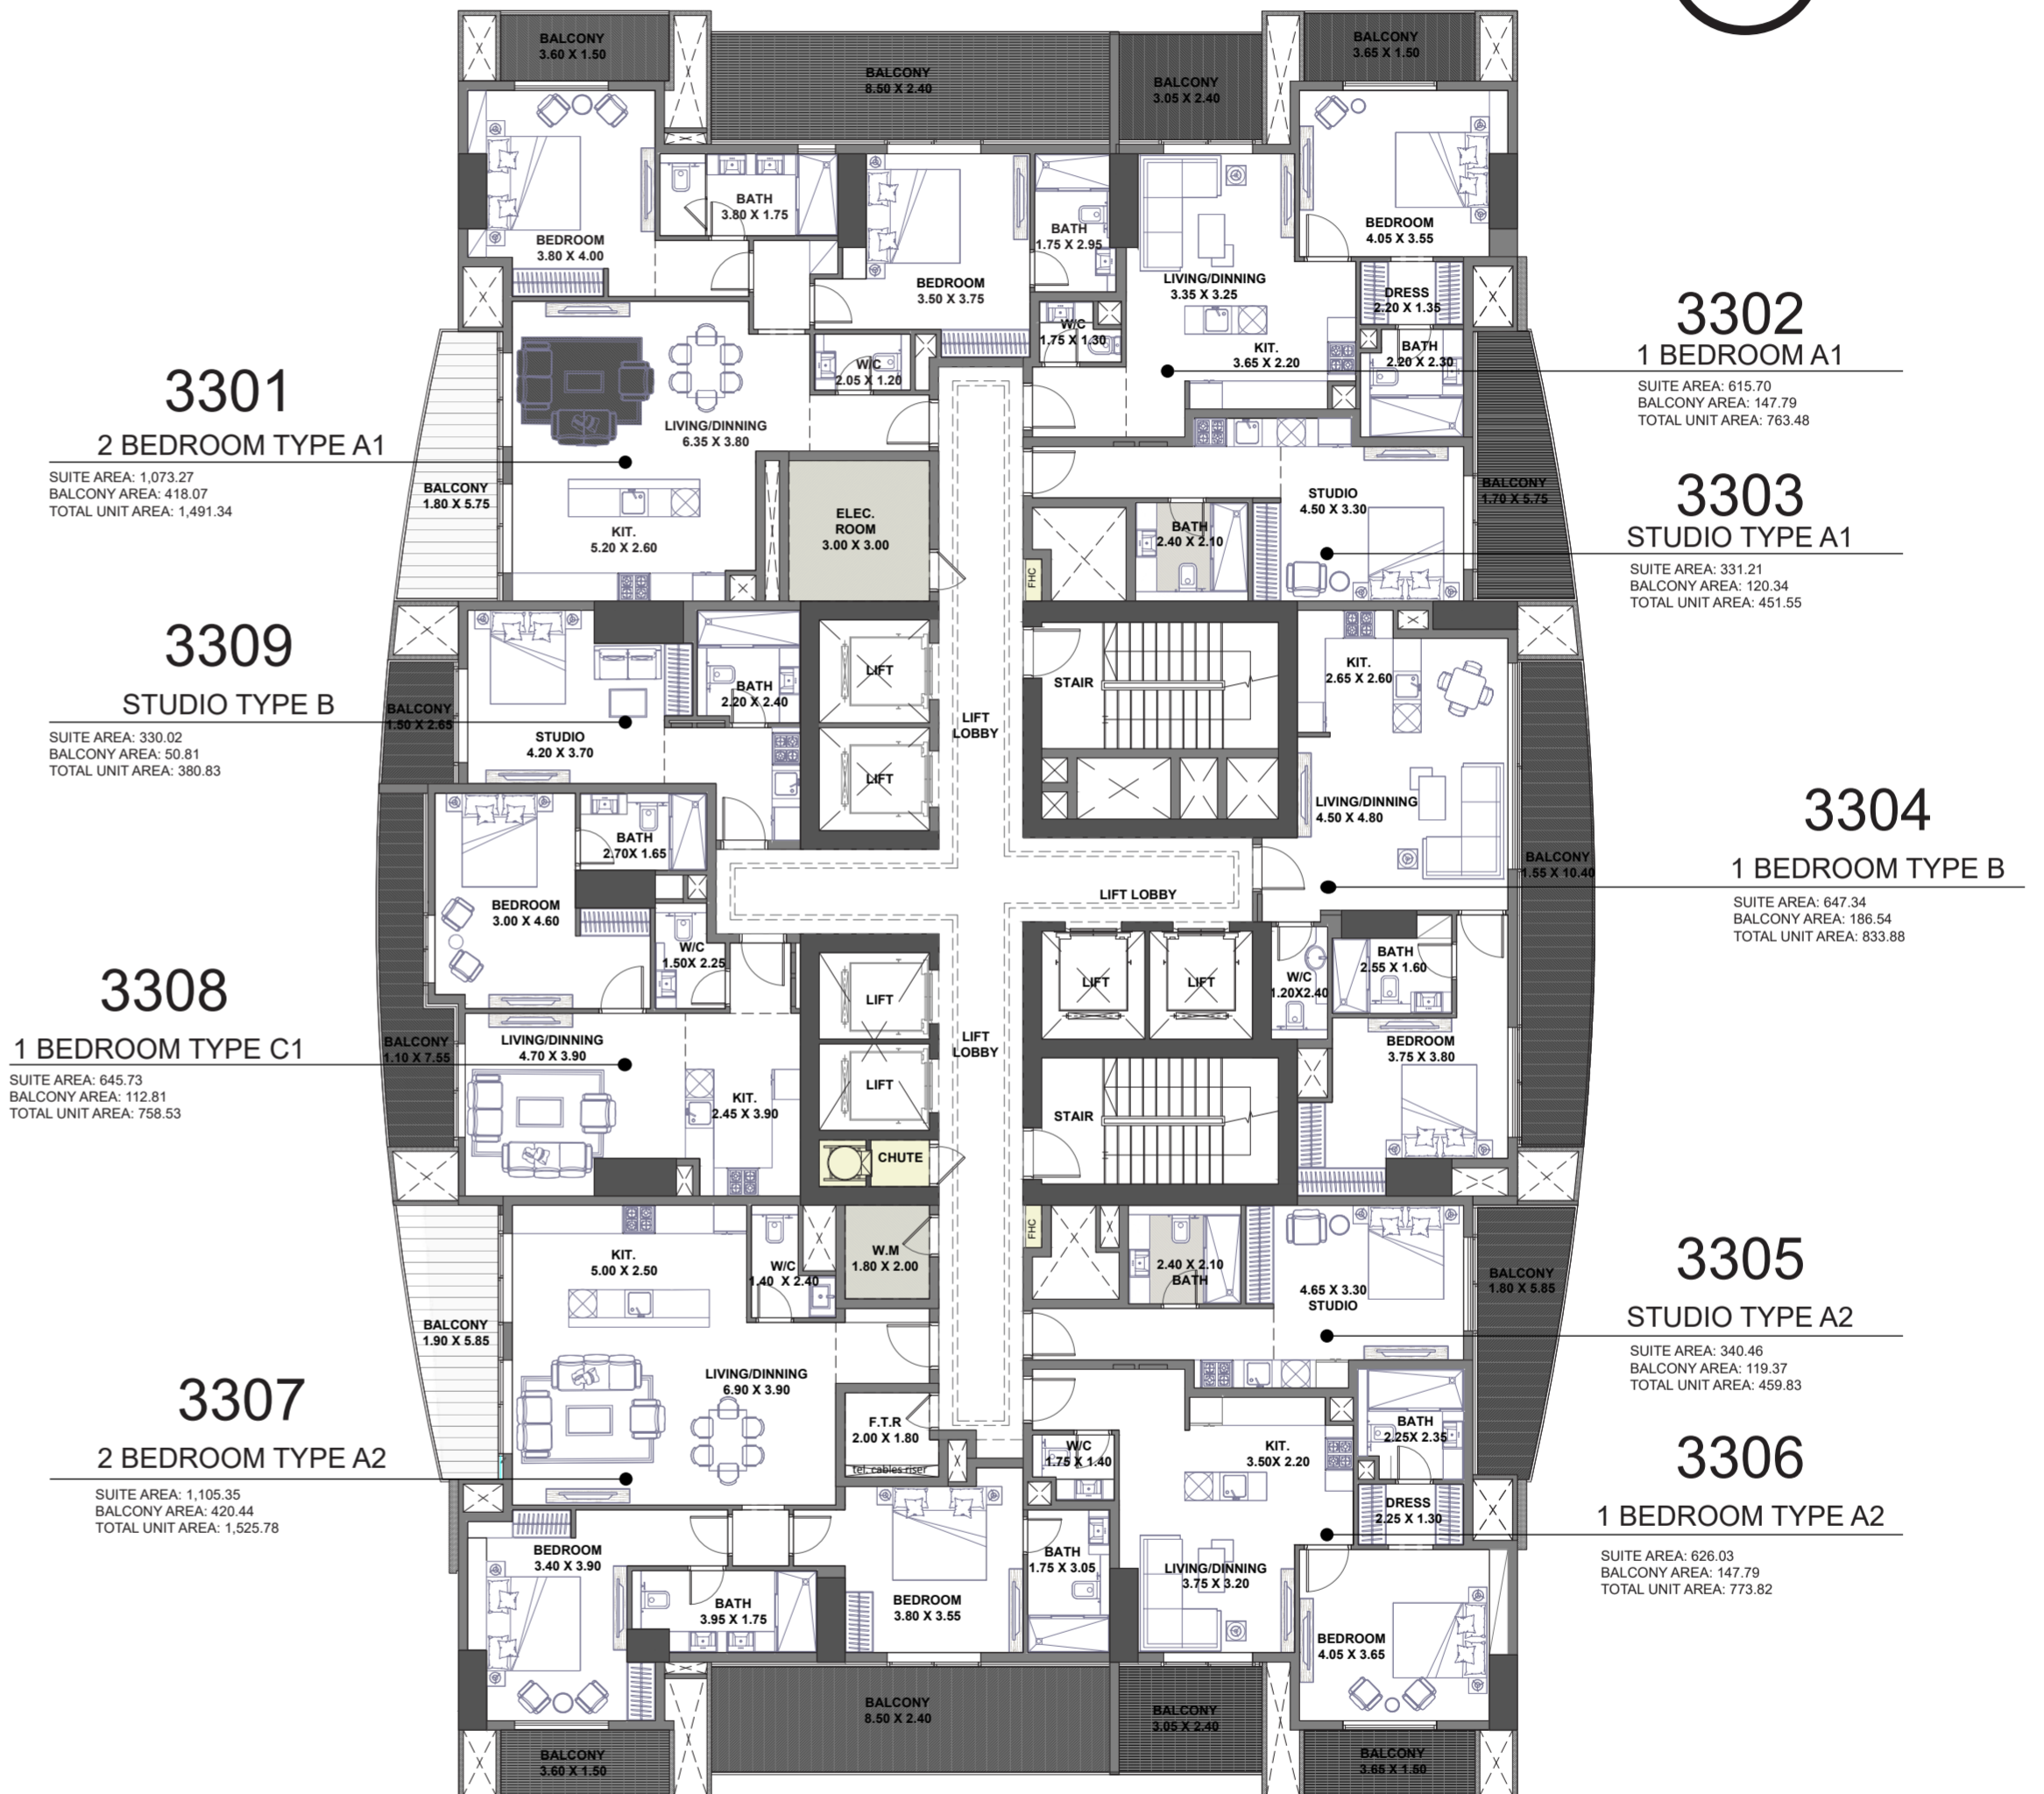 BALCONY
3.60 X 1.50
BALCONY
8.50 X 2.40
BALCONY
3.05 X 2.40
BALCONY
3.65 X 1.50
BATH
3.80 X 1.75
BEDROOM
3.80 X 4.00
BEDROOM
3.50 X 3.75
BATH
1.75 X 2.95
LIVING/DINNING
3.35 X 3.25
BEDROOM
4.05 X 3.55
DRESS
2.20 X 1.35
W/C
1.75 X 1.30
KIT.
3.65 X 2.20
BATH
2.20 X 2.30
W/C
2.05 X 1.20
3302
1 BEDROOM A1
SUITE AREA: 615.70
BALCONY AREA: 147.79
TOTAL UNIT AREA: 763.48
3301
2 BEDROOM TYPE A1
SUITE AREA: 1,073.27
BALCONY AREA: 418.07
TOTAL UNIT AREA: 1,491.34
LIVING/DINNING
6.35 X 3.80
BALCONY
1.80 X 5.75
KIT.
5.20 X 2.60
ELEC.
ROOM
3.00 X 3.00
FHC
BATH
2.40 X 2.10
STUDIO
4.50 X 3.30
BALCONY
1.70 X 5.75
3303
STUDIO TYPE A1
SUITE AREA: 331.21
BALCONY AREA: 120.34
TOTAL UNIT AREA: 451.55
3309
STUDIO TYPE B
SUITE AREA: 330.02
BALCONY AREA: 50.81
TOTAL UNIT AREA: 380.83
BALCONY
1.50 X 2.65
STUDIO
4.20 X 3.70
BATH
2.20 X 2.40
LIFT
LIFT
LIFT
LOBBY
STAIR
KIT.
2.65 X 2.60
LIVING/DINNING
4.50 X 4.80
BALCONY
1.55 X 10.40
3304
1 BEDROOM TYPE B
SUITE AREA: 647.34
BALCONY AREA: 186.54
TOTAL UNIT AREA: 833.88
BATH
2.70X 1.65
BEDROOM
3.00 X 4.60
W/C
1.50X 2.25
LIFT LOBBY
LIFT
LIFT
W/C
1.20X2.40
BATH
2.55 X 1.60
BEDROOM
3.75 X 3.80
3308
1 BEDROOM TYPE C1
SUITE AREA: 645.73
BALCONY AREA: 112.81
TOTAL UNIT AREA: 758.53
BALCONY
1.10 X 7.55
LIVING/DINNING
4.70 X 3.90
KIT.
2.45 X 3.90
LIFT
LIFT
LIFT
LOBBY
STAIR
CHUTE
KIT.
5.00 X 2.50
W/C
1.40 X 2.40
W.M
1.80 X 2.00
FHC
2.40 X 2.10
BATH
4.65 X 3.30
STUDIO
BALCONY
1.80 X 5.85
3305
STUDIO TYPE A2
SUITE AREA: 340.46
BALCONY AREA: 119.37
TOTAL UNIT AREA: 459.83
BALCONY
1.90 X 5.85
LIVING/DINNING
6.90 X 3.90
3307
2 BEDROOM TYPE A2
SUITE AREA: 1,105.35
BALCONY AREA: 420.44
TOTAL UNIT AREA: 1,525.78
F.T.R
2.00 X 1.80
tel. cables riser
W/C
1.75 X 1.40
KIT.
3.50X 2.20
BATH
2.25X 2.35
DRESS
2.25 X 1.30
3306
1 BEDROOM TYPE A2
SUITE AREA: 626.03
BALCONY AREA: 147.79
TOTAL UNIT AREA: 773.82
BEDROOM
3.40 X 3.90
BATH
3.95 X 1.75
BEDROOM
3.80 X 3.55
BATH
1.75 X 3.05
LIVING/DINNING
3.75 X 3.20
BEDROOM
4.05 X 3.65
BALCONY
3.60 X 1.50
BALCONY
8.50 X 2.40
BALCONY
3.05 X 2.40
BALCONY
3.65 X 1.50